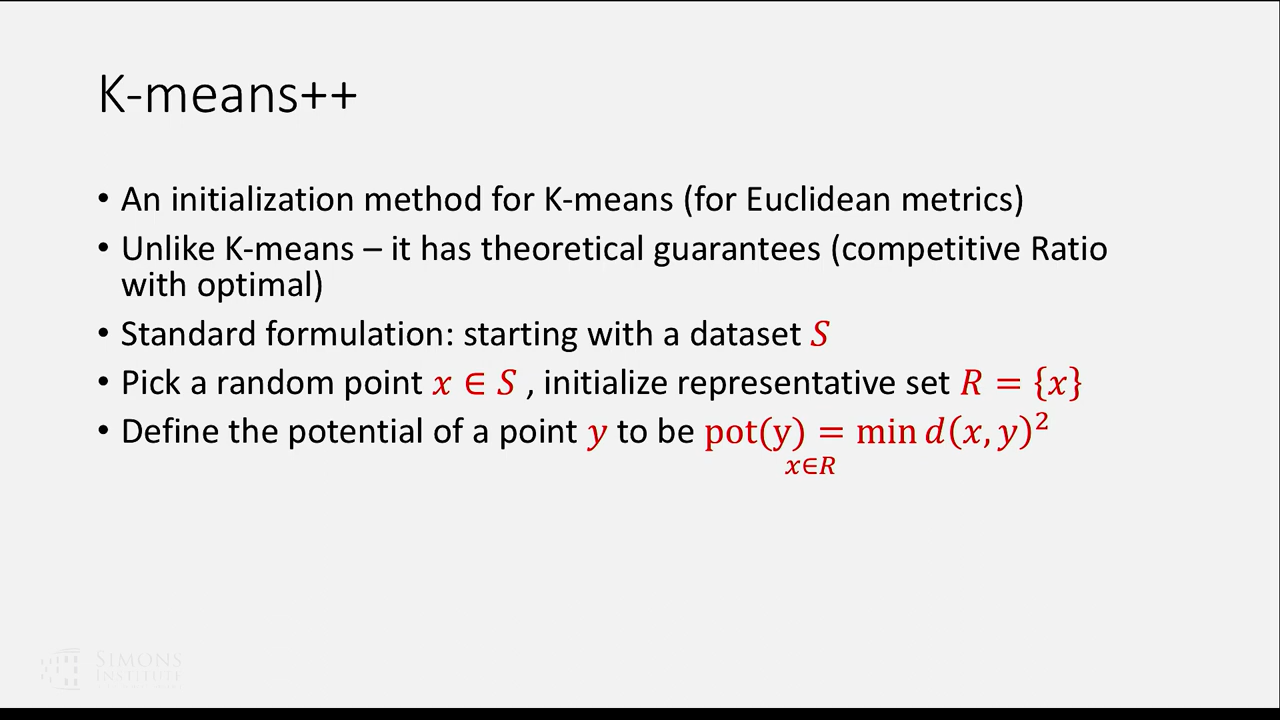 K-means++
• An initialization method for K-means (for Euclidean metrics)
• Unlike K-means – it has theoretical guarantees (competitive Ratio
with optimal)
• Standard formulation: starting with a dataset S
• Pick a random point x ∈ S , initialize representative set R = {x}
• Define the potential of a point y to be pot(y) = min d(x, y)²
x∈R
SIMONS
INSTITUTE